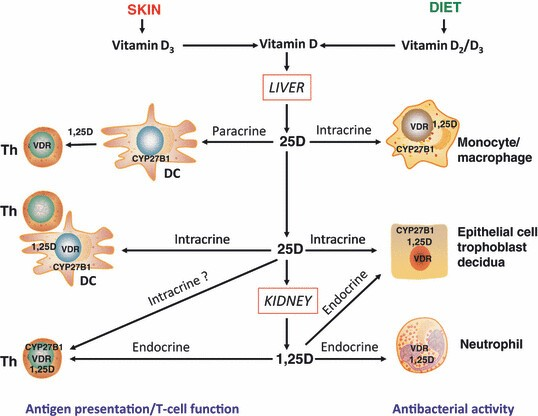 SKIN
DIET
Vitamin D3
Vitamin D
Vitamin D2/D3
LIVER
1,25D
Paracrine
25D
Intracrine
VDR
1,25D
CYP27B1
Monocyte/
macrophage
Th
VDR
CYP27B1
DC
Th
1,25D
VDR
CYP27B1
DC
Intracrine
25D
Intracrine
CYP27B1
1,25D
VDR
Epithelial cell
trophoblast
decidua
Intracrine ?
KIDNEY
Endocrine
Th
CYP27B1
VDR
1,25D
Endocrine
1,25D
Endocrine
VDR
1,25D
Neutrophil
Antigen presentation/T-cell function
Antibacterial activity